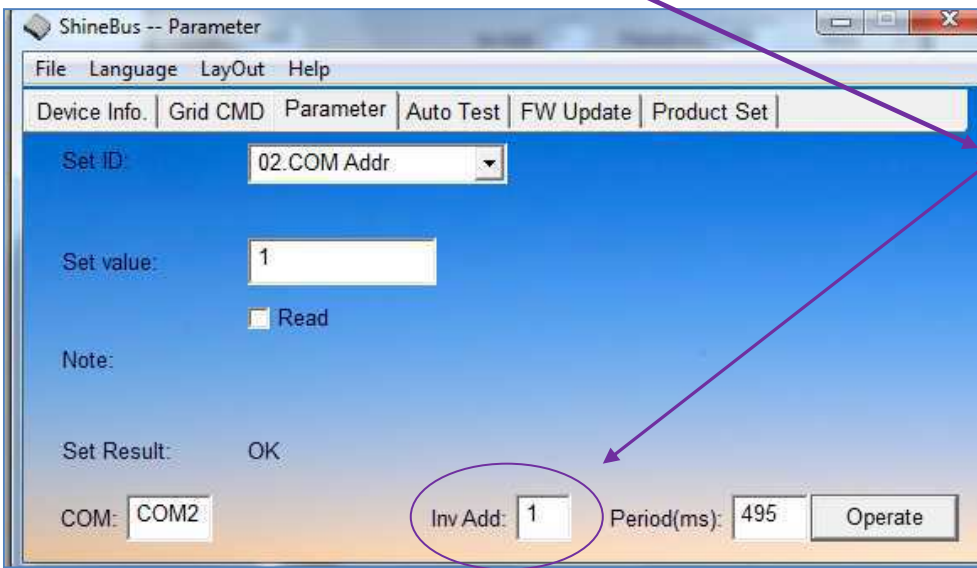 ShineBus -- Parameter
File Language LayOut Help
Device Info. Grid CMD Parameter Auto Test FW Update Product Set
Set ID: 02.COM Addr
Set value: 1
Read
Note:
Set Result: OK
COM: COM2 Inv Add: 1 Period(ms): 495 Operate